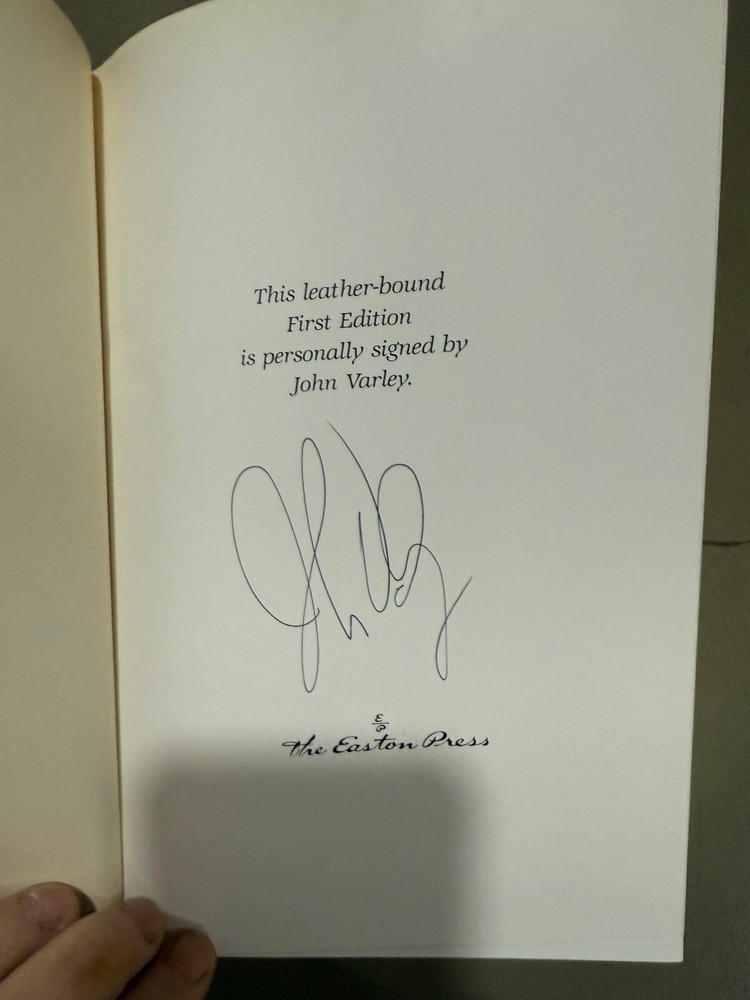 This leather-bound
First Edition
is personally signed by
John Varley.
E
P
The Easton Press